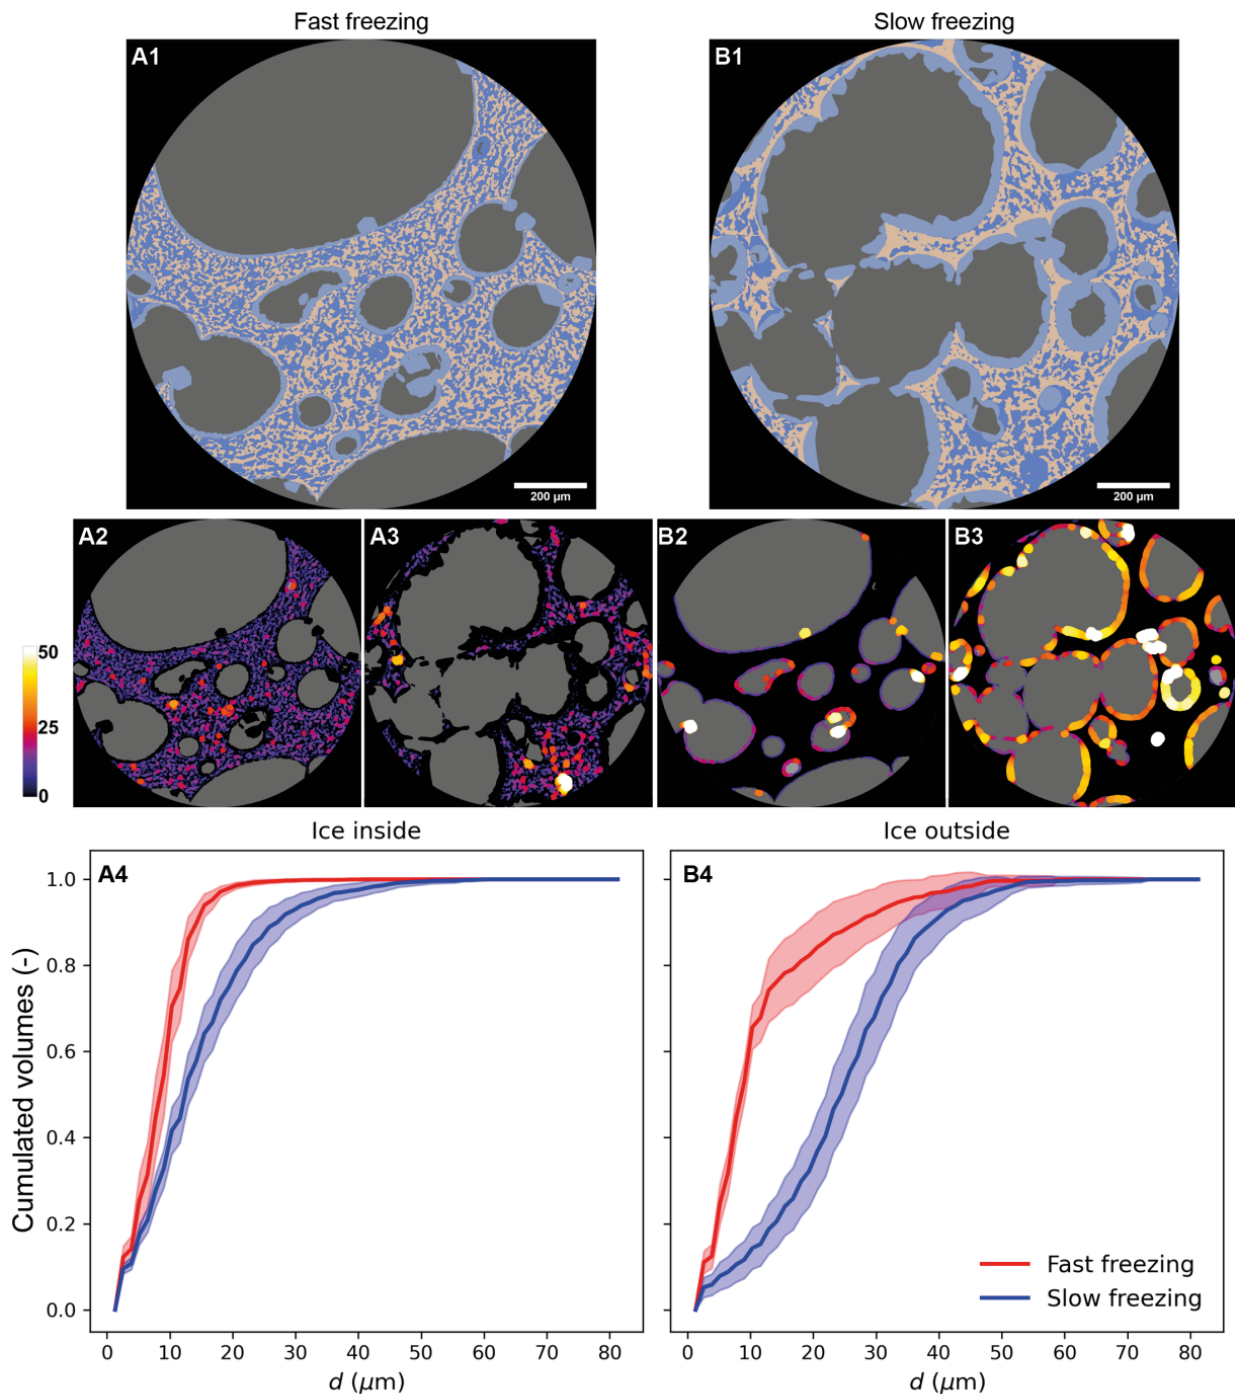 Fast freezing
Slow freezing
A1
B1
200 µm
200 µm
A2
A3
B2
B3
50
25
0
Ice inside
Ice outside
A4
B4
1.0
0.8
0.6
0.4
0.2
0.0
Cumulated volumes (-)
Fast freezing
Slow freezing
0 10 20 30 40 50 60 70 80
0 10 20 30 40 50 60 70 80
d (µm)
d (µm)